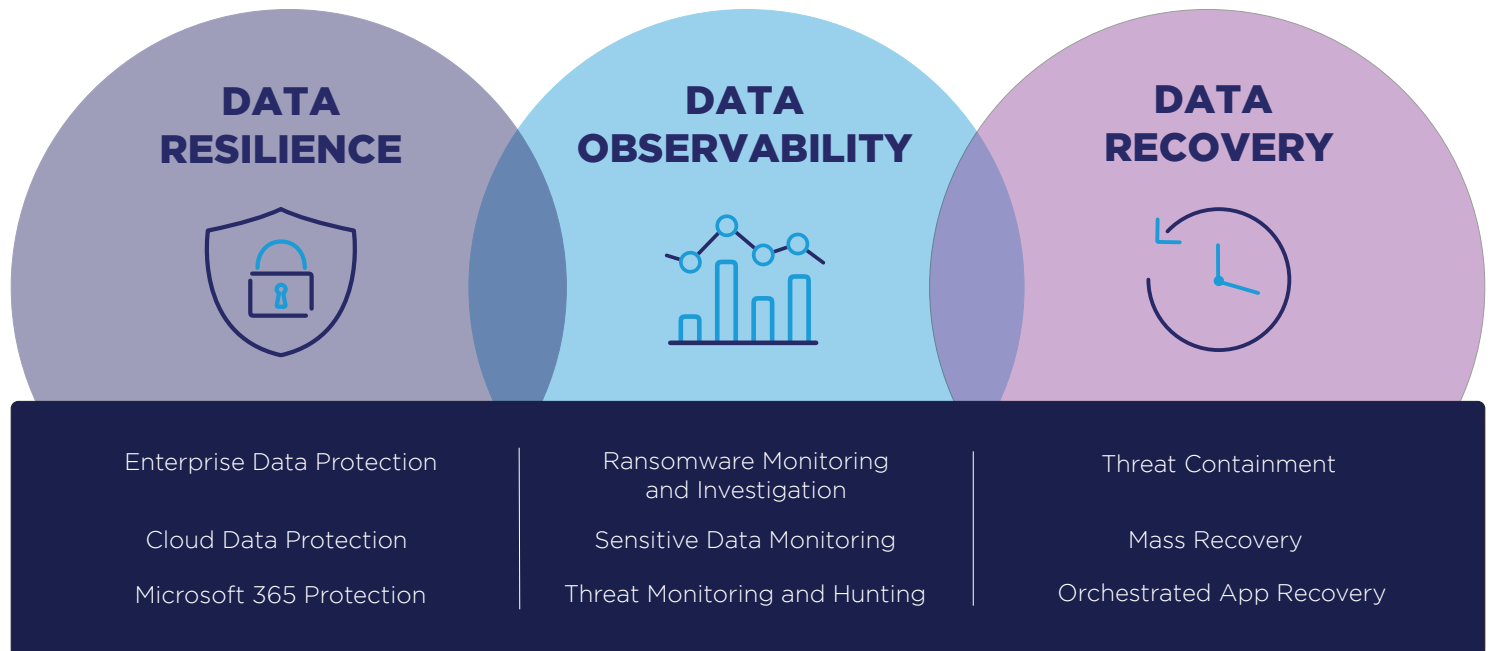 DATA
RESILIENCE
DATA
OBSERVABILITY
DATA
RECOVERY
Enterprise Data Protection
Cloud Data Protection
Microsoft 365 Protection
Ransomware Monitoring
and Investigation
Sensitive Data Monitoring
Threat Monitoring and Hunting
Threat Containment
Mass Recovery
Orchestrated App Recovery